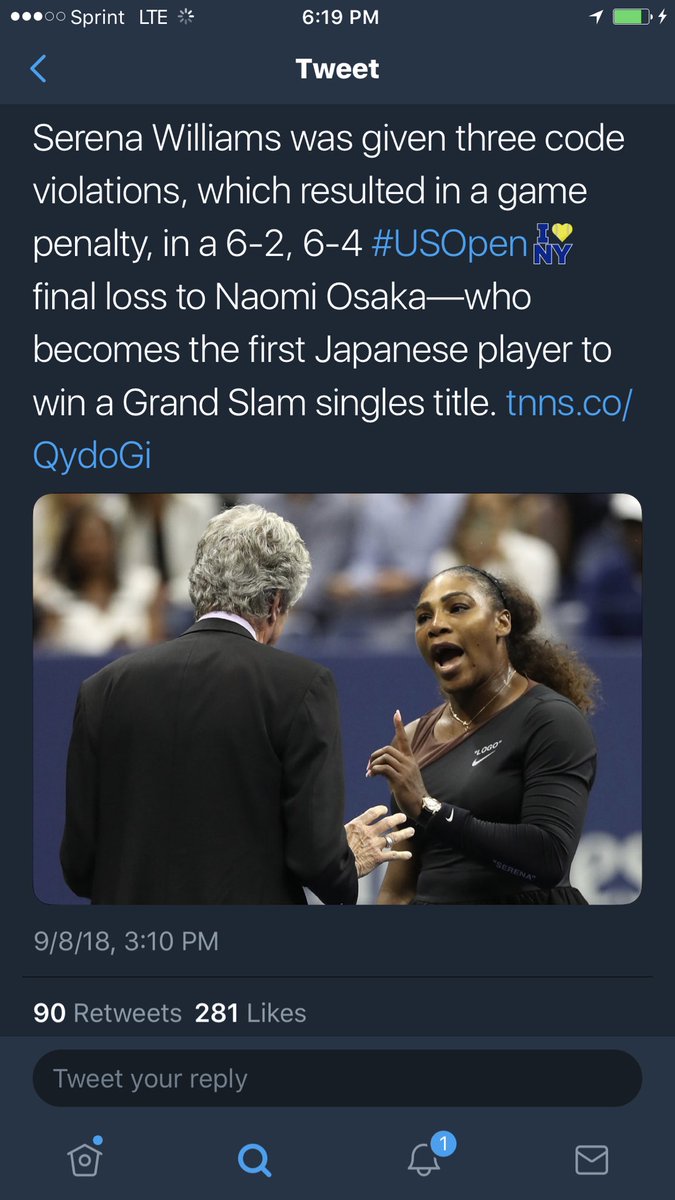 Sprint LTE 6:19 PM
Tweet
Serena Williams was given three code
violations, which resulted in a game
penalty, in a 6-2, 6-4 #USOpen I NY
final loss to Naomi Osaka—who
becomes the first Japanese player to
win a Grand Slam singles title. tnns.co/
QydoGi
"LOGO"
"SERENA"
9/8/18, 3:10 PM
90 Retweets 281 Likes
Tweet your reply
1